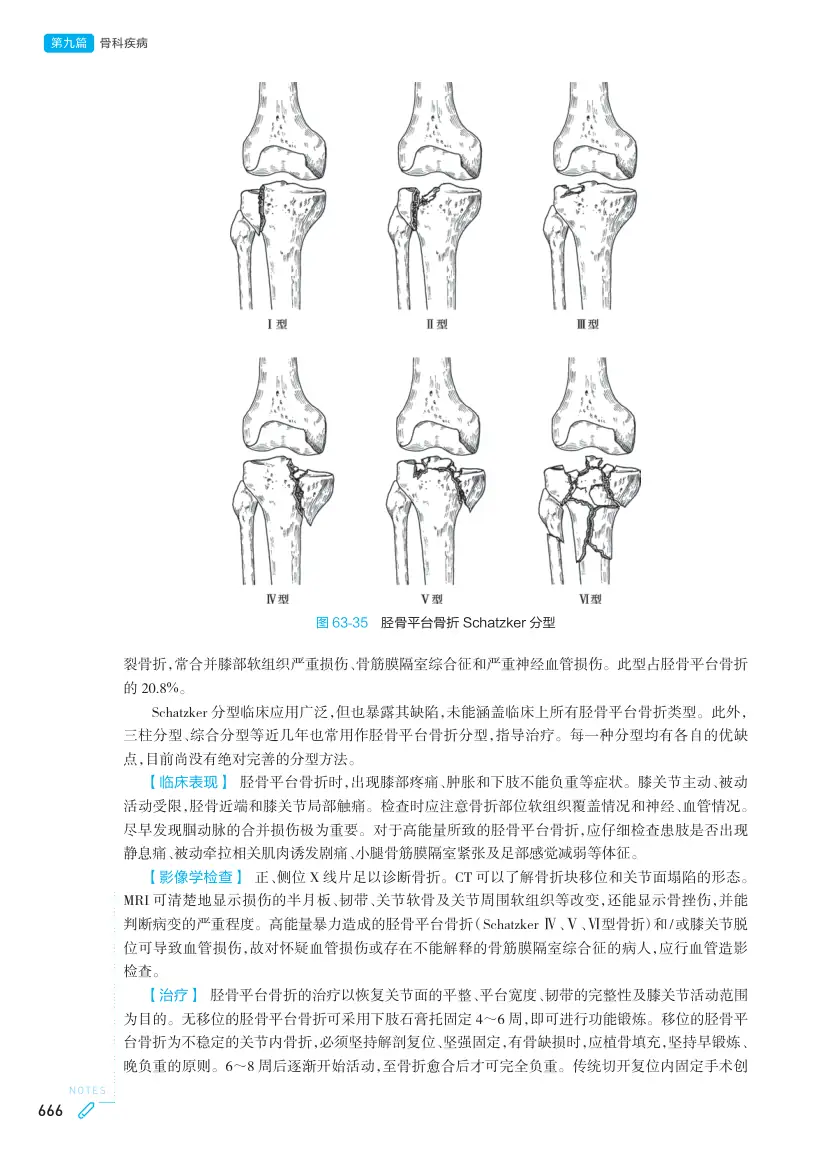 第九篇 骨科疾病
Ⅰ型 Ⅱ型 Ⅲ型
Ⅳ型 Ⅴ型 Ⅵ型
图 63-35 胫骨平台骨折 Schatzker 分型
裂骨折,常合并膝部软组织严重损伤、骨筋膜隔室综合征和严重神经血管损伤。此型占胫骨平台骨折
的 20.8%。
Schatzker 分型临床应用广泛,但也暴露其缺陷,未能涵盖临床上所有胫骨平台骨折类型。此外,
三柱分型、综合分型等近几年也常用作胫骨平台骨折分型,指导治疗。每一种分型均有各自的优缺
点,目前尚没有绝对完善的分型方法。
【临床表现】 胫骨平台骨折时,出现膝部疼痛、肿胀和下肢不能负重等症状。膝关节主动、被动
活动受限,胫骨近端和膝关节局部触痛。检查时应注意骨折部位软组织覆盖情况和神经、血管情况。
尽早发现腘动脉的合并损伤极为重要。对于高能量所致的胫骨平台骨折,应仔细检查患肢是否出现
静息痛、被动牵拉相关肌肉诱发剧痛、小腿骨筋膜隔室紧张及足部感觉减弱等体征。
【影像学检查】 正、侧位 X 线片足以诊断骨折。CT 可以了解骨折块移位和关节面塌陷的形态。
MRI 可清楚地显示损伤的半月板、韧带、关节软骨及关节周围软组织等改变,还能显示骨挫伤,并能
判断病变的严重程度。高能量暴力造成的胫骨平台骨折(Schatzker Ⅳ、Ⅴ、Ⅵ型骨折)和/或膝关节脱
位可导致血管损伤,故对怀疑血管损伤或存在不能解释的骨筋膜隔室综合征的病人,应行血管造影
检查。
【治疗】 胫骨平台骨折的治疗以恢复关节面的平整、平台宽度、韧带的完整性及膝关节活动范围
为目的。无移位的胫骨平台骨折可采用下肢石膏托固定 4～6 周,即可进行功能锻炼。移位的胫骨平
台骨折为不稳定的关节内骨折,必须坚持解剖复位、坚强固定,有骨缺损时,应植骨填充,坚持早锻炼、
晚负重的原则。6～8 周后逐渐开始活动,至骨折愈合后才可完全负重。传统切开复位内固定手术创
NOTES
666